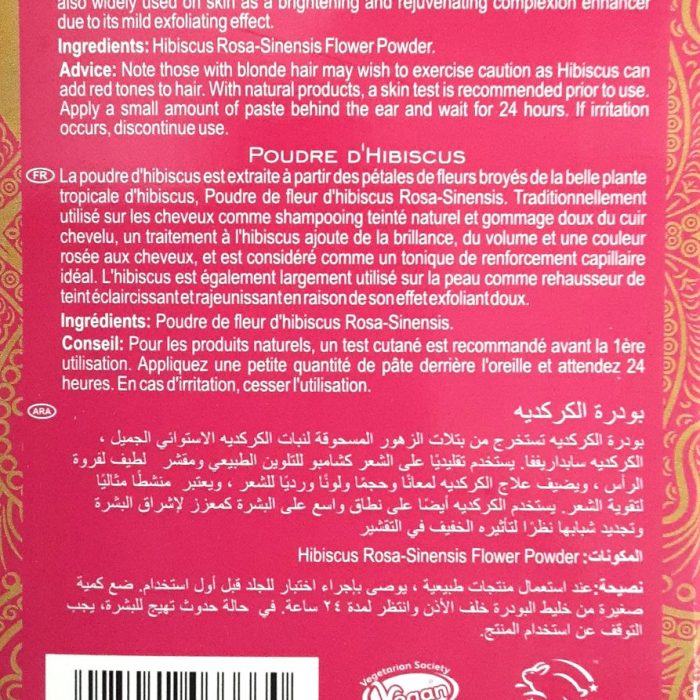 also widely used on skin as a brightening and rejuvenating complexion enhancer
due to its mild exfoliating effect.
Ingredients: Hibiscus Rosa-Sinensis Flower Powder.
Advice: Note those with blonde hair may wish to exercise caution as Hibiscus can
add red tones to hair. With natural products, a skin test is recommended prior to use.
Apply a small amount of paste behind the ear and wait for 24 hours. If irritation
occurs, discontinue use.
POUDRE D'HIBISCUS
FR La poudre d'hibiscus est extraite à partir des pétales de fleurs broyés de la belle plante
tropicale d'hibiscus, Poudre de fleur d'hibiscus Rosa-Sinensis. Traditionnellement
utilisé sur les cheveux comme shampooing teinté naturel et gommage doux du cuir
chevelu, un traitement à l'hibiscus ajoute de la brillance, du volume et une couleur
rosée aux cheveux, et est considéré comme un tonique de renforcement capillaire
idéal. L'hibiscus est également largement utilisé sur la peau comme rehausseur de
teint éclaircissant et rajeunissant en raison de son effet exfoliant doux.
Ingrédients: Poudre de fleur d'hibiscus Rosa-Sinensis.
Conseil: Pour les produits naturels, un test cutané est recommandé avant la 1ère
utilisation. Appliquez une petite quantité de pâte derrière l'oreille et attendez 24
heures. En cas d'irritation, cesser l'utilisation.
ARA بودرة الكركديه
بودرة الكركديه تستخرج من بتلات الزهور المسحوقة لنبات الكركديه الاستوائي الجميل ،
الكركديه سابداريفا. يستخدم تقليديًا على الشعر كشامبو للتلوين الطبيعي ومقشر لطيف لفروة
الرأس ، ويضيف علاج الكركديه لمعانًا وحجمًا ولونًا ورديًا للشعر ، ويعتبر منشطًا مثاليًا
لتقوية الشعر. يستخدم الكركديه أيضًا على نطاق واسع على البشرة كمعزز لإشراق البشرة
وتجديد شبابها نظرًا لتأثيره الخفيف في التقشير
المكونات: Hibiscus Rosa-Sinensis Flower Powder
نصيحة: عند استعمال منتجات طبيعية ، يوصى بإجراء اختبار للجلد قبل أول استخدام. ضع كمية
صغيرة من خليط البودرة خلف الأذن وانتظر لمدة ٢٤ ساعة. في حالة حدوث تهيج للبشرة، يجب
التوقف عن استخدام المنتج.
Vegetarian Society
Vegan